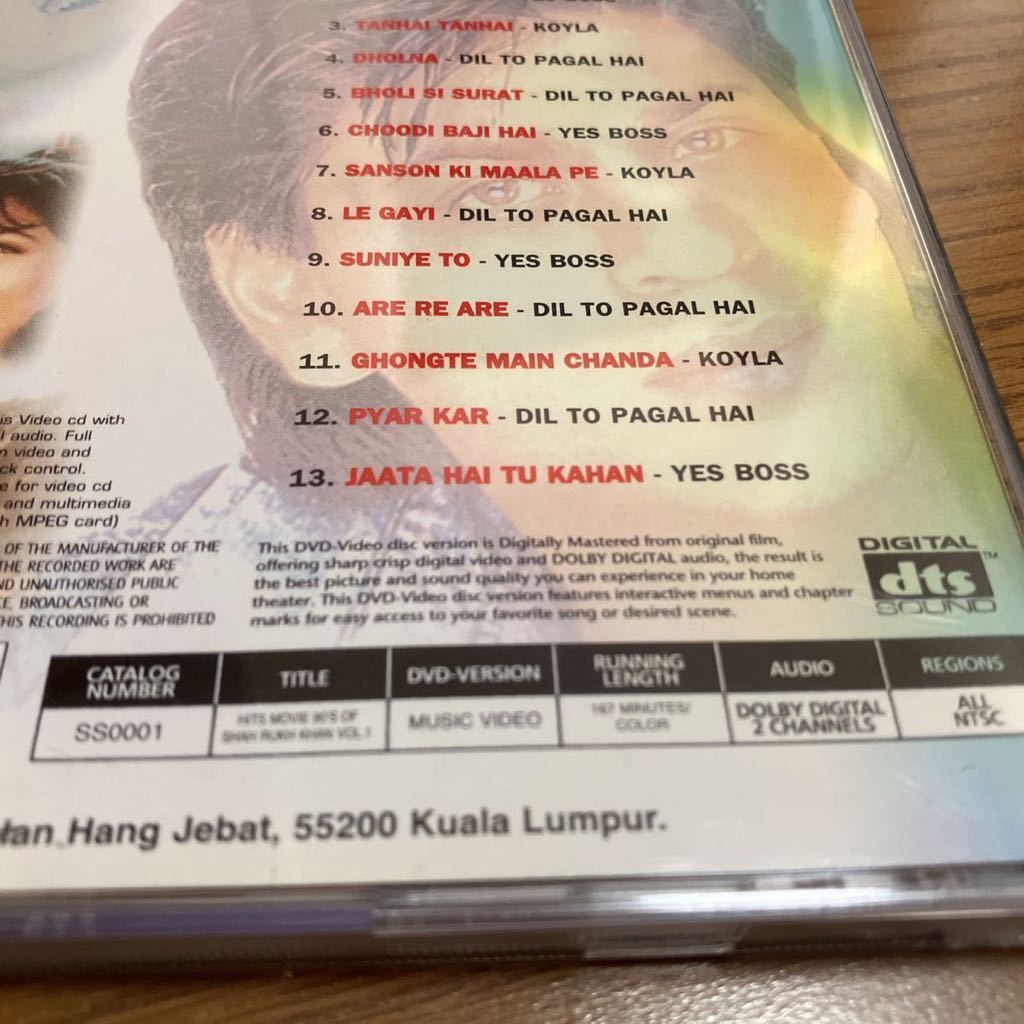 3. TANHAI TANHAI - KOYLA
4. DHOLNA - DIL TO PAGAL HAI
5. BHOLI SI SURAT - DIL TO PAGAL HAI
6. CHOODI BAJI HAI - YES BOSS
7. SANSON KI MAALA PE - KOYLA
8. LE GAYI - DIL TO PAGAL HAI
9. SUNIYE TO - YES BOSS
10. ARE RE ARE - DIL TO PAGAL HAI
11. GHONGTE MAIN CHANDA - KOYLA
12. PYAR KAR - DIL TO PAGAL HAI
13. JAATA HAI TU KAHAN - YES BOSS
is Video cd with
l audio. Full
n video and
ck control.
e for video cd
and multimedia
h MPEG card)
OF THE MANUFACTURER OF THE
THE RECORDED WORK ARE
ND UNAUTHORISED PUBLIC
E, BROADCASTING OR
THIS RECORDING IS PROHIBITED
This DVD-Video disc version is Digitally Mastered from original film,
offering sharp crisp digital video and DOLBY DIGITAL audio, the result is
the best picture and sound quality you can experience in your home
theater. This DVD-Video disc version features interactive menus and chapter
marks for easy access to your favorite song or desired scene.
DIGITAL
dts™
SOUND
CATALOG NUMBER TITLE DVD-VERSION RUNNING LENGTH AUDIO REGIONS
SS0001 HITS MOVIE 90'S OF SHAH RUKH KHAN VOL.1 MUSIC VIDEO 167 MINUTES/ COLOR DOLBY DIGITAL 2 CHANNELS ALL NTSC
Hang Jebat, 55200 Kuala Lumpur.